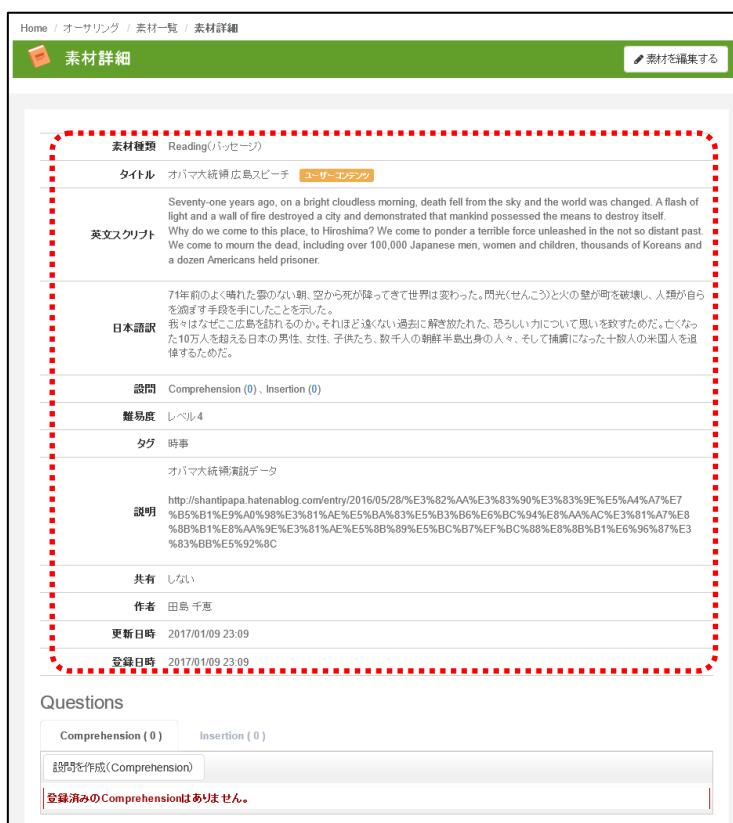 Home / オーサリング / 素材一覧 / 素材詳細
素材詳細
素材を編集する
素材種類 Reading(パッセージ)
タイトル オバマ大統領 広島スピーチ ユーザーコンテンツ
英文スクリプト
Seventy-one years ago, on a bright cloudless morning, death fell from the sky and the world was changed. A flash of
light and a wall of fire destroyed a city and demonstrated that mankind possessed the means to destroy itself.
Why do we come to this place, to Hiroshima? We come to ponder a terrible force unleashed in the not so distant past.
We come to mourn the dead, including over 100,000 Japanese men, women and children, thousands of Koreans and
a dozen Americans held prisoner.
日本語訳
71年前のよく晴れた雲のない朝、空から死が降ってきて世界は変わった。閃光(せんこう)と火の壁が町を破壊し、人類が自ら
を滅ぼす手段を手にしたことを示した。
我々はなぜここ広島を訪れるのか。それほど遠くない過去に解き放たれた、恐ろしい力について思いを致すためだ。亡くなっ
た10万人を超える日本の男性、女性、子供たち、数千人の朝鮮半島出身の人々、そして捕虜になった十数人の米国人を追
悼するためだ。
設問 Comprehension (0) 、Insertion (0)
難易度 レベル4
タグ 時事
説明
オバマ大統領演説データ
http://shantipapa.hatenablog.com/entry/2016/05/28/%E3%82%AA%E3%83%90%E3%83%9E%E5%A4%A7%E7
%B5%B1%E9%A0%98%E3%81%AE%E5%BA%83%E5%B3%B6%E6%BC%94%E8%AA%AC%E3%81%A7%E8
%8B%B1%E8%AA%9E%E3%81%AE%E5%8B%89%E5%BC%B7%EF%BC%88%E8%8B%B1%E6%96%87%E3
%83%BB%E5%92%8C
共有 しない
作者 田島 千恵
更新日時 2017/01/09 23:09
登録日時 2017/01/09 23:09
Questions
Comprehension ( 0 ) Insertion ( 0 )
設問を作成(Comprehension)
登録済みのComprehensionはありません。